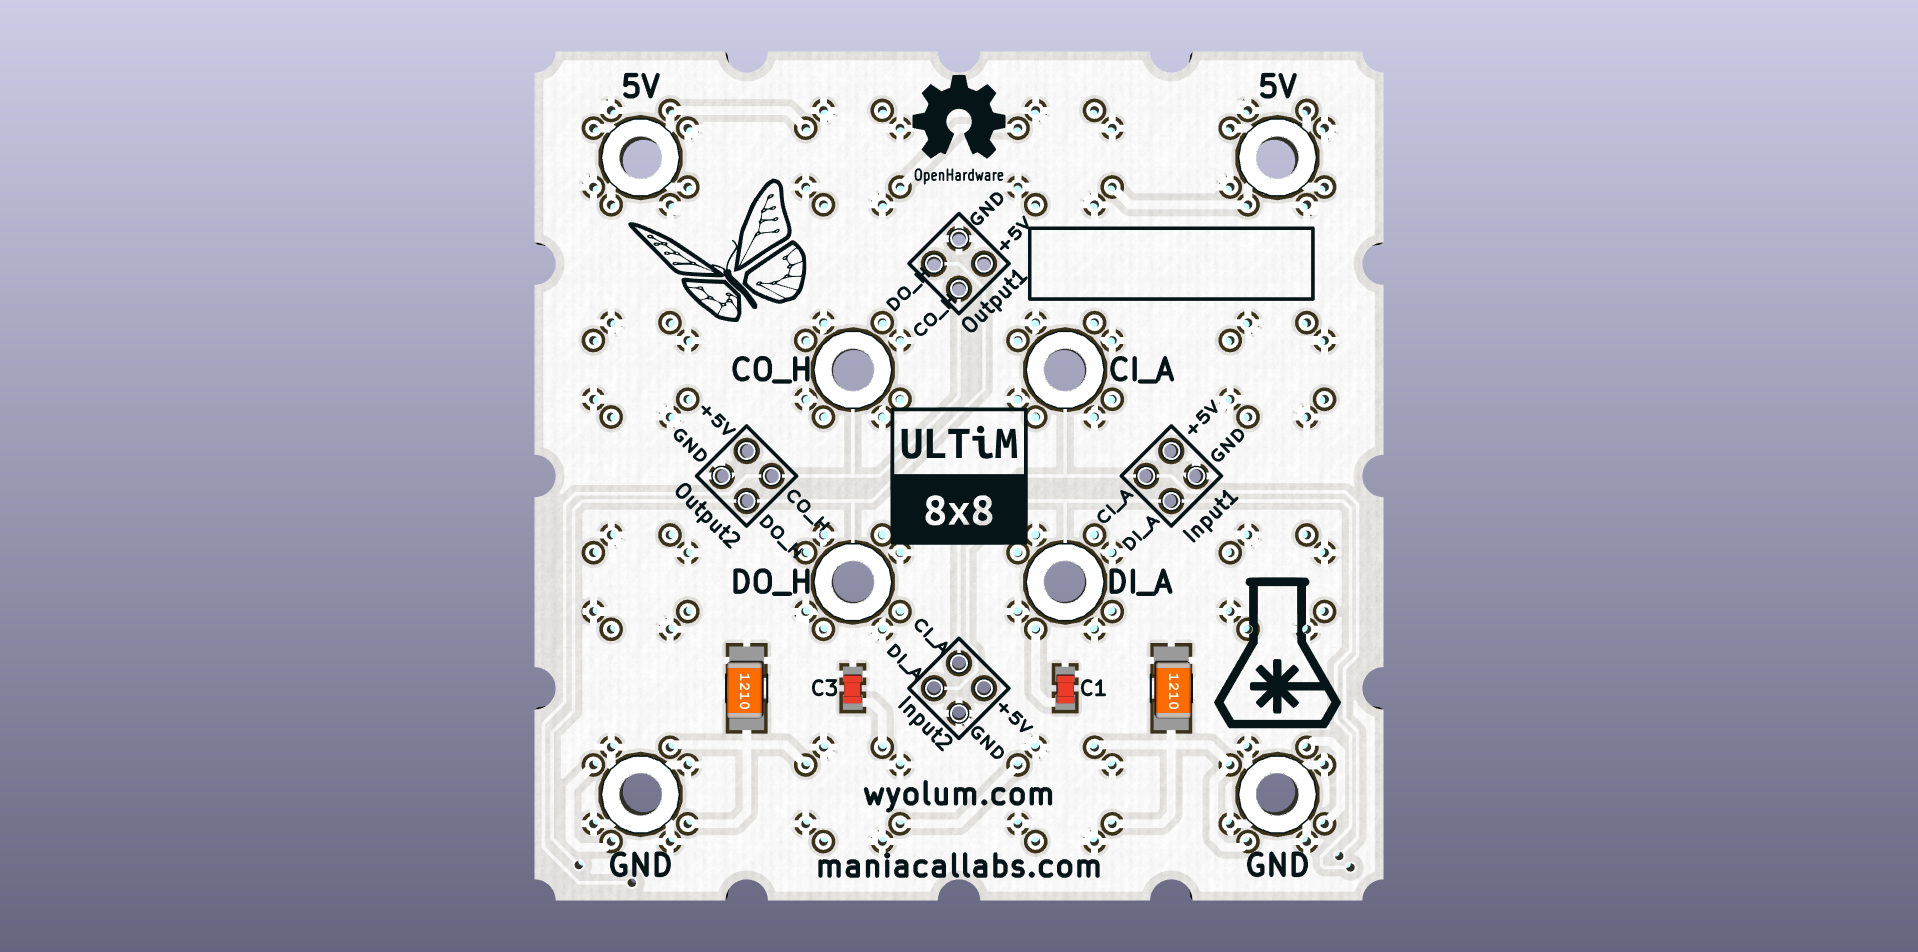 5V
5V
OpenHardware
GND
+5V
DO_H
CO_H
Output1
CO_H
CI_A
+5V
GND
Output2
CO_H
DO_H
ULTiM
8x8
+5V
GND
CI_A
DI_A
Input1
DO_H
DI_A
CI_A
DI_A
Input2
+5V
GND
1210
C3
C1
1210
wyolum.com
GND
maniacallabs.com
GND